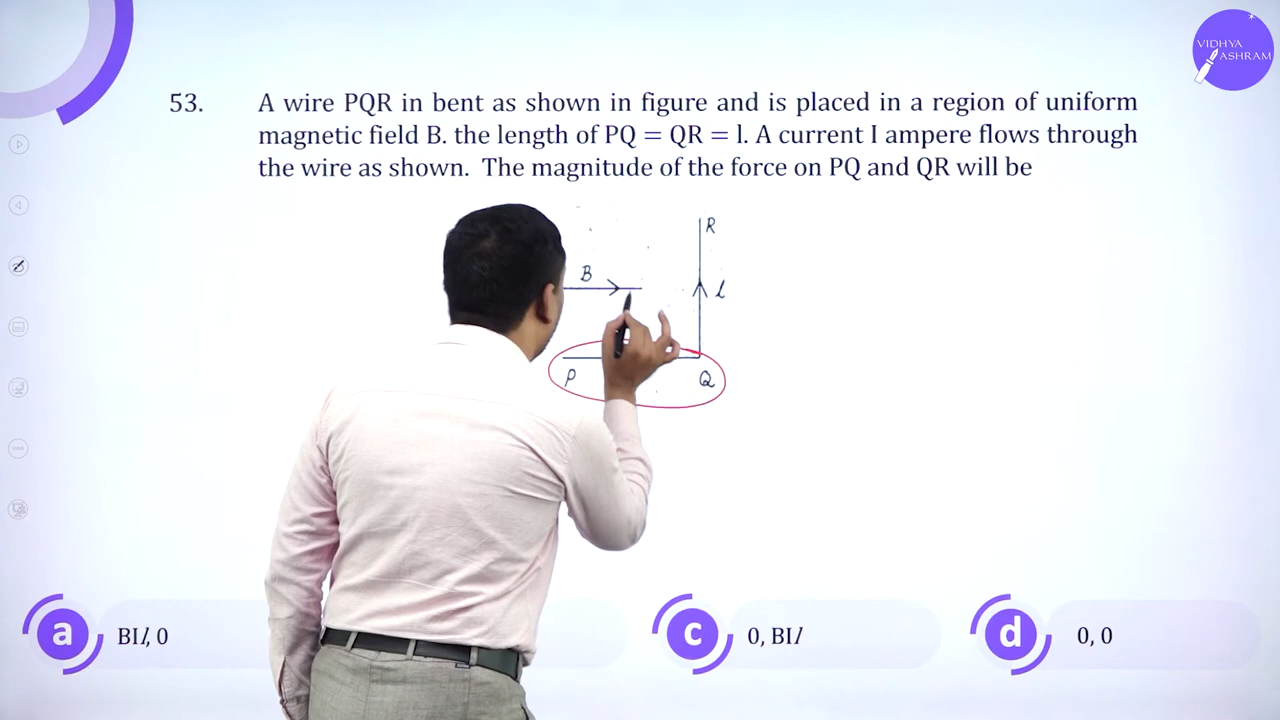 VIDHYA
ASHRAM
53. A wire PQR in bent as shown in figure and is placed in a region of uniform
magnetic field B. the length of PQ = QR = l. A current I ampere flows through
the wire as shown. The magnitude of the force on PQ and QR will be
R
B
l
P
Q
a BIl, 0
c 0, BIl
d 0, 0